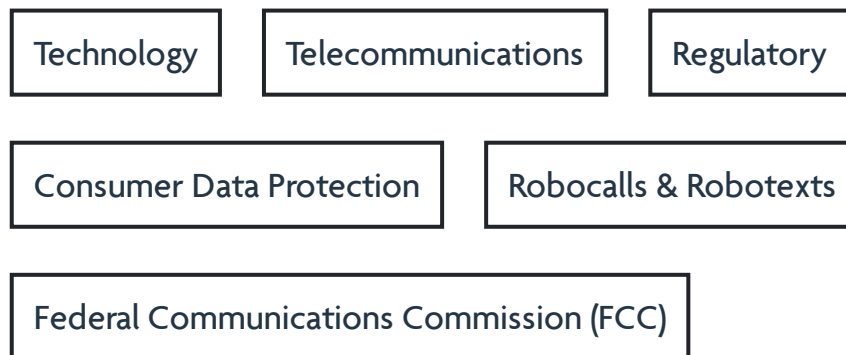 Technology Telecommunications Regulatory
Consumer Data Protection Robocalls & Robotexts
Federal Communications Commission (FCC)